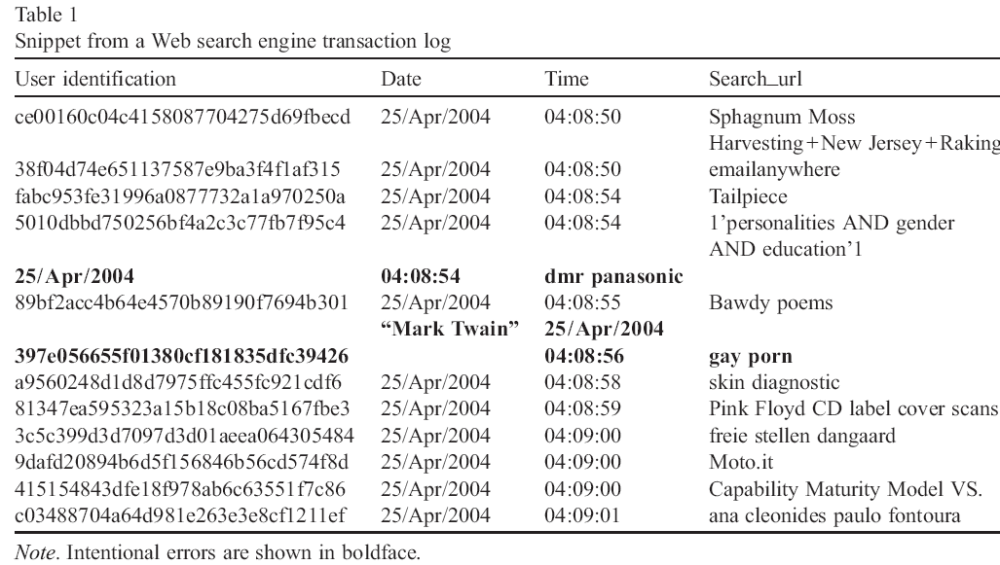 Table 1
Snippet from a Web search engine transaction log
User identification Date Time Search_url
ce00160c04c4158087704275d69fbecd 25/Apr/2004 04:08:50 Sphagnum Moss
Harvesting+New Jersey+Raking
38f04d74e651137587e9ba3f4f1af315 25/Apr/2004 04:08:50 emailanywhere
fabc953fe31996a0877732a1a970250a 25/Apr/2004 04:08:54 Tailpiece
5010dbbd750256bf4a2c3c77fb7f95c4 25/Apr/2004 04:08:54 1’personalities AND gender
AND education’1
25/Apr/2004 04:08:54 dmr panasonic
89bf2acc4b64e4570b89190f7694b301 25/Apr/2004 04:08:55 Bawdy poems
“Mark Twain” 25/Apr/2004
397e056655f01380cf181835dfc39426 04:08:56 gay porn
a9560248d1d8d7975ffc455fc921cdf6 25/Apr/2004 04:08:58 skin diagnostic
81347ea595323a15b18c08ba5167fbe3 25/Apr/2004 04:08:59 Pink Floyd CD label cover scans
3c5c399d3d7097d3d01aeea064305484 25/Apr/2004 04:09:00 freie stellen dangaard
9dafd20894b6d5f156846b56cd574f8d 25/Apr/2004 04:09:00 Moto.it
415154843dfe18f978ab6c63551f7c86 25/Apr/2004 04:09:00 Capability Maturity Model VS.
c03488704a64d981e263e3e8cf1211ef 25/Apr/2004 04:09:01 ana cleonides paulo fontoura
Note. Intentional errors are shown in boldface.